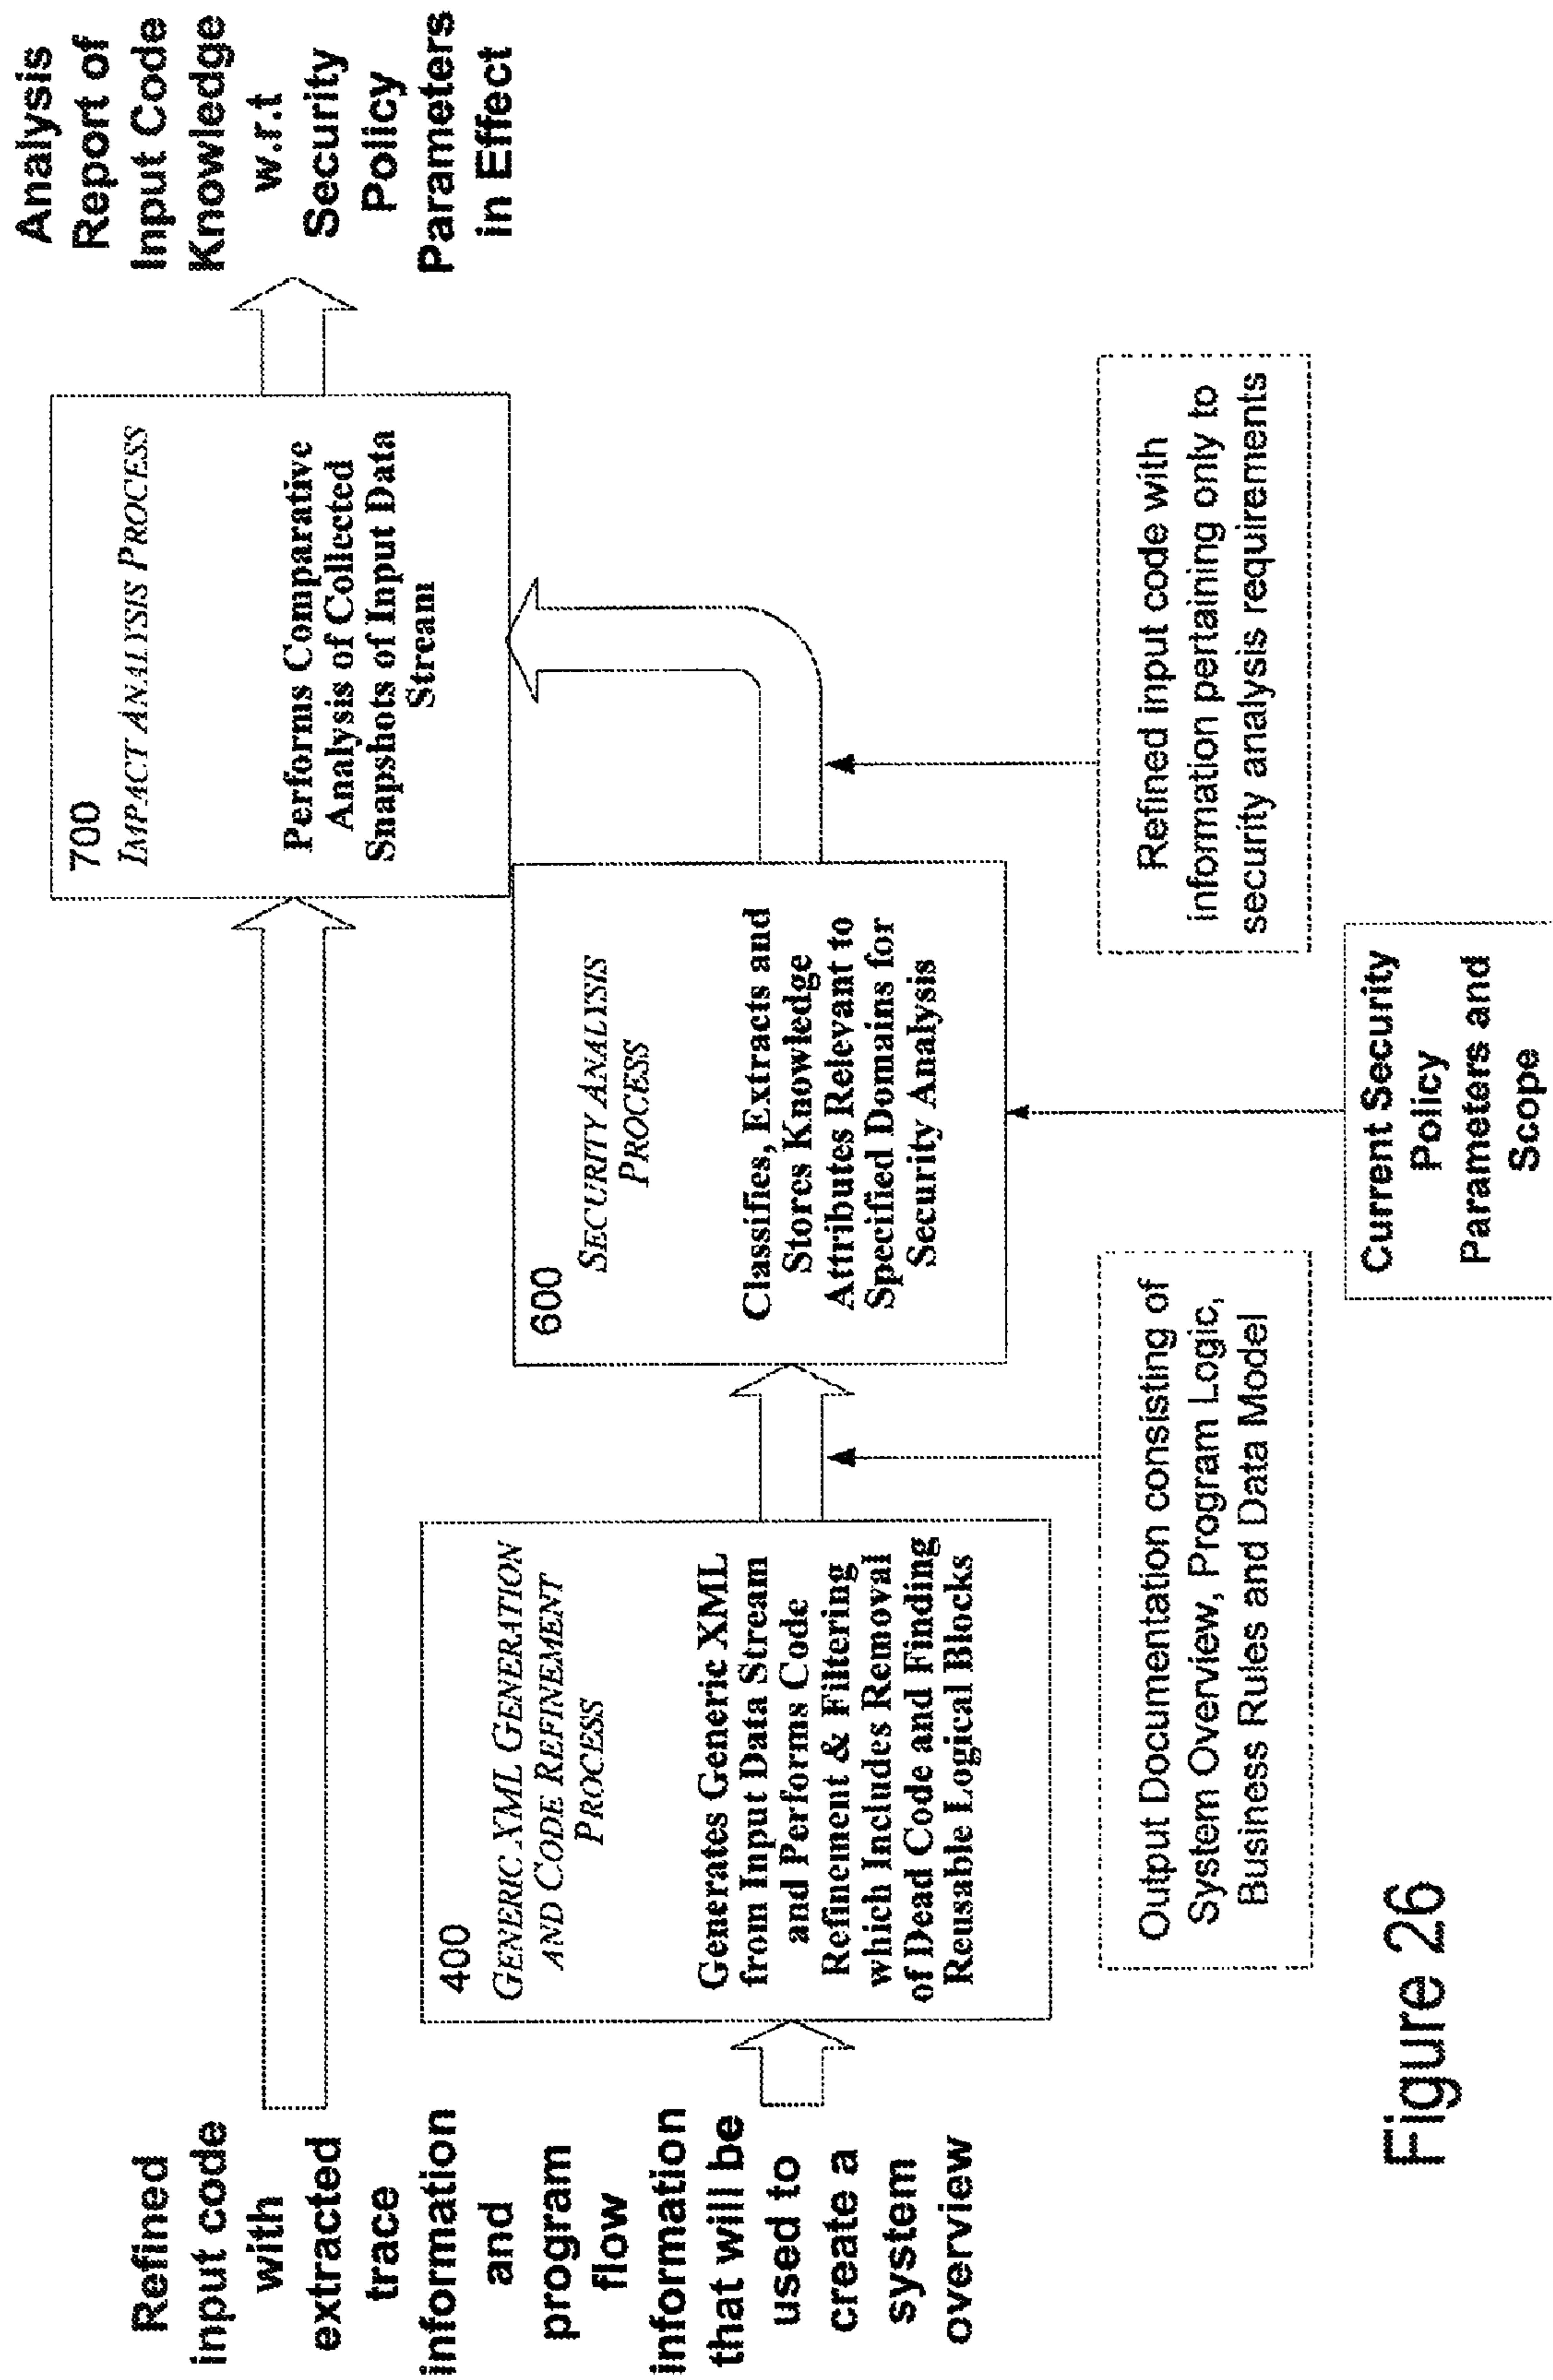 Refined
input code
with
extracted
trace
information
and
program
flow
information
that will be
used to
create a
system
overview
400
GENERIC XML GENERATION
AND CODE REFINEMENT
PROCESS
Generates Generic XML
from Input Data Stream
and Performs Code
Refinement & Filtering
which Includes Removal
of Dead Code and Finding
Reusable Logical Blocks
Output Documentation consisting of
System Overview, Program Logic,
Business Rules and Data Model
600
SECURITY ANALYSIS
PROCESS
Classifies, Extracts and
Stores Knowledge
Attributes Relevant to
Specified Domains for
Security Analysis
Current Security
Policy
Parameters and
Scope
700
IMPACT ANALYSIS PROCESS
Performs Comparative
Analysis of Collected
Snapshots of Input Data
Stream
Refined input code with
information pertaining only to
security analysis requirements
Analysis
Report of
Input Code
Knowledge
w.r.t
Security
Policy
Parameters
in Effect
Figure 26